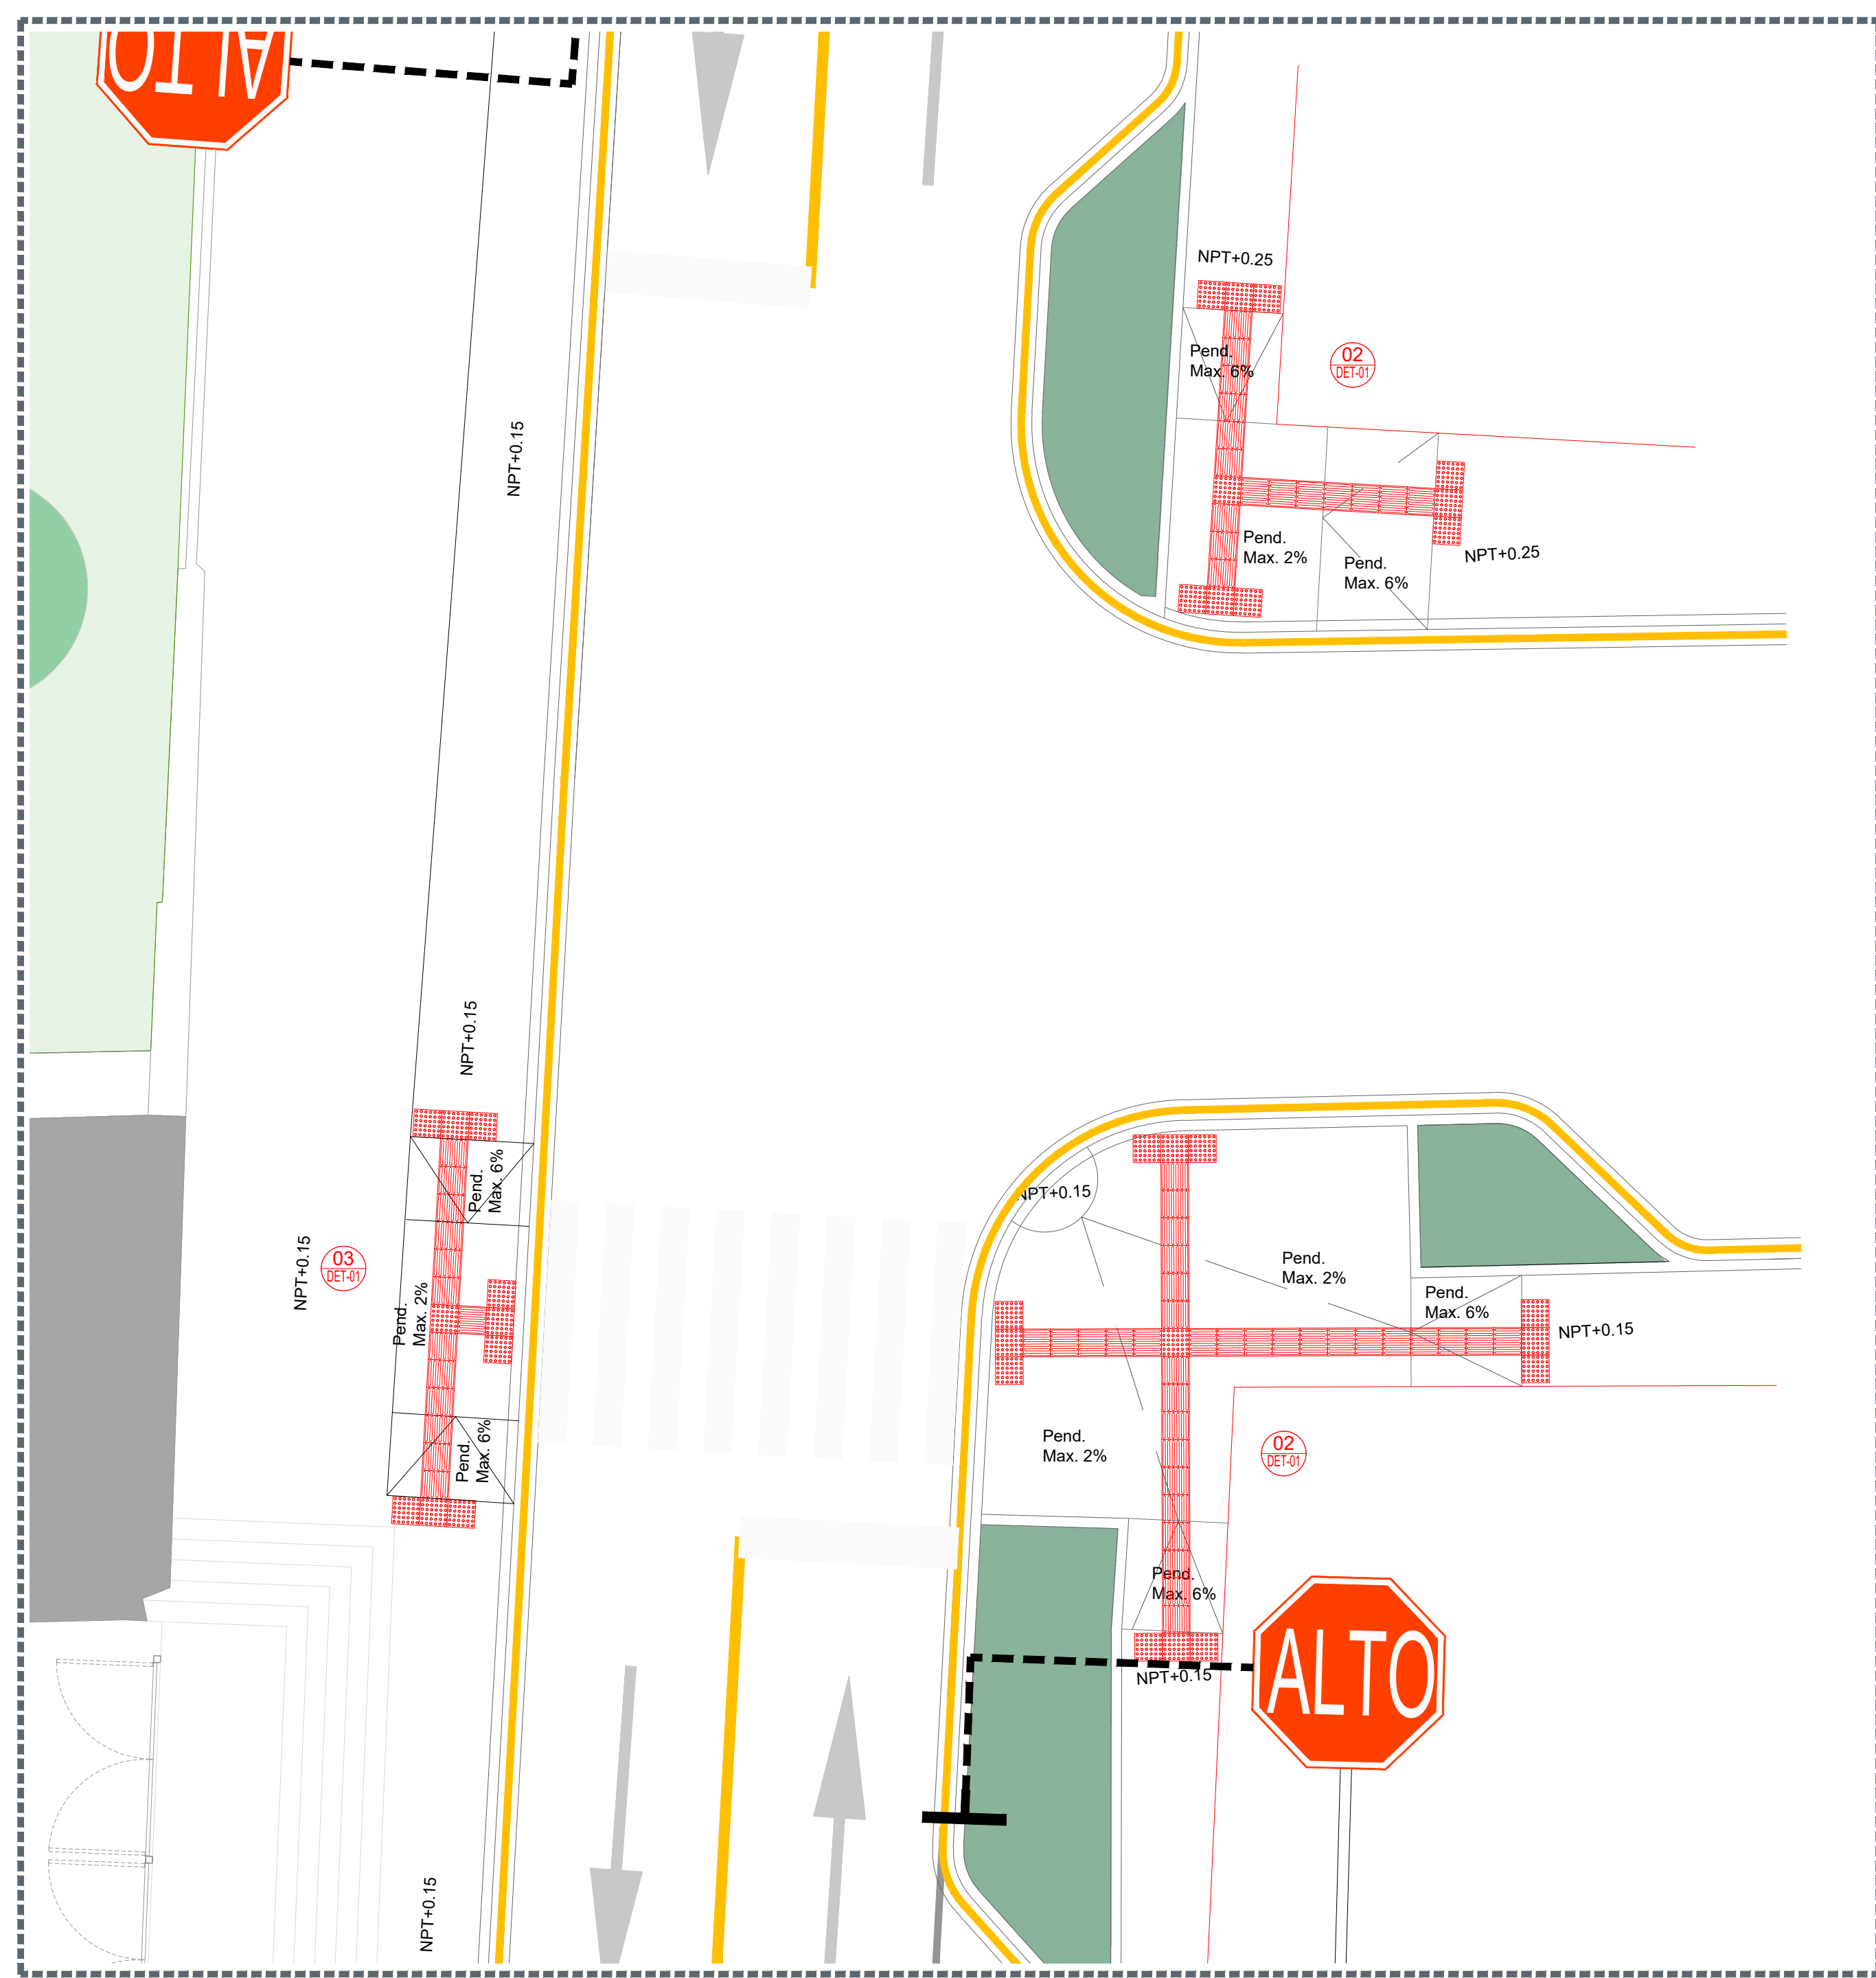 ALTO
NPT+0.25
Pend.
Max. 6%
02
DET-01
NPT+0.15
Pend.
Max. 2%
Pend.
Max. 6%
NPT+0.25
NPT+0.15
Pend.
Max. 6%
NPT+0.15
03
DET-01
Pend.
Max. 2%
Pend.
Max. 6%
NPT+0.15
Pend.
Max. 2%
Pend.
Max. 6%
NPT+0.15
Pend.
Max. 2%
02
DET-01
Pend.
Max. 6%
NPT+0.15
ALTO
NPT+0.15